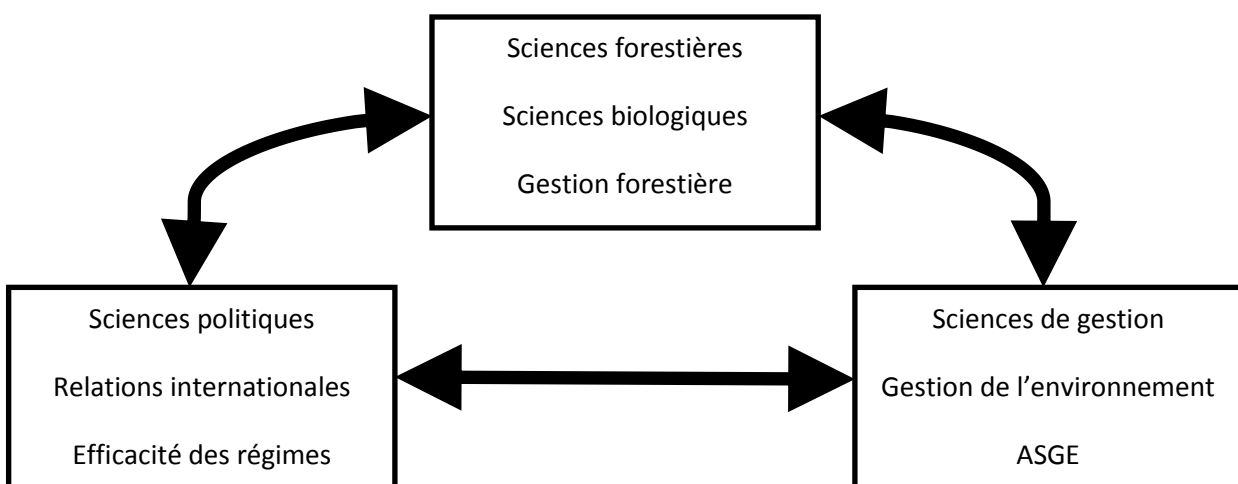 Sciences forestières
Sciences biologiques
Gestion forestière
Sciences politiques
Relations internationales
Efficacité des régimes
Sciences de gestion
Gestion de l’environnement
ASGE